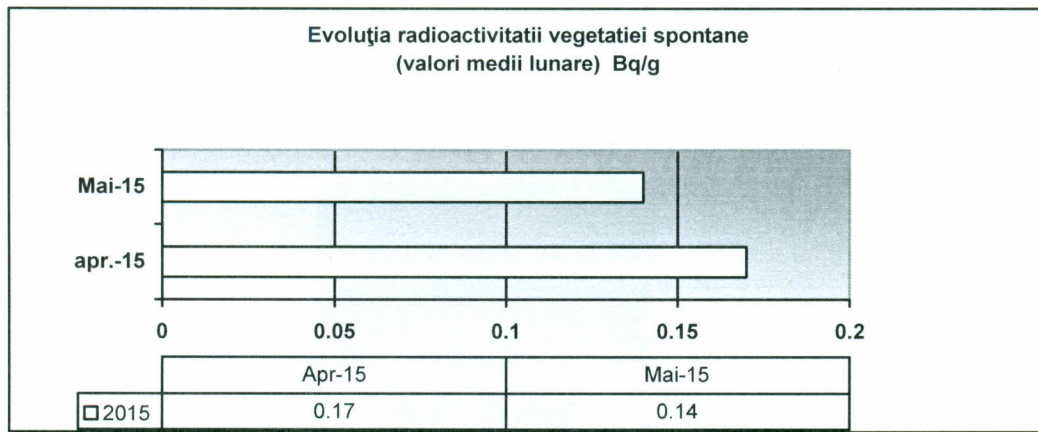 Evoluţia radioactivitatii vegetatiei spontane
(valori medii lunare) Bq/g
Mai-15
apr.-15
0 0.05 0.1 0.15 0.2
Apr-15 Mai-15
2015 0.17 0.14